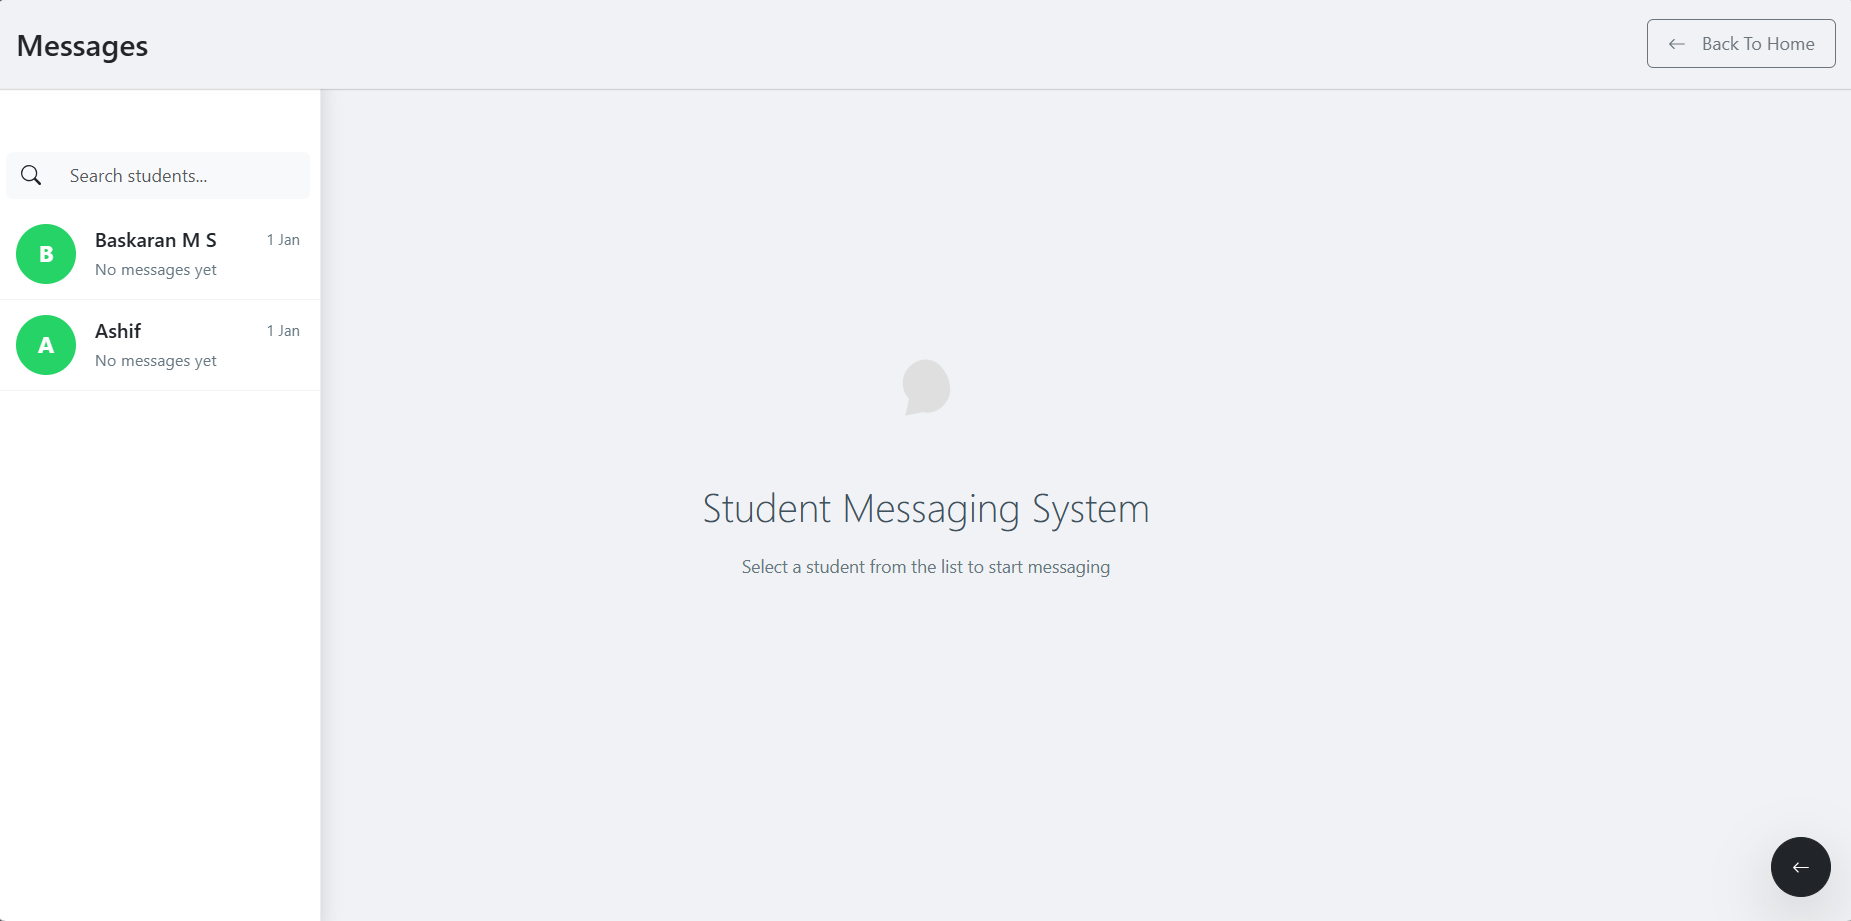 Messages
Back To Home
Search students...
B
Baskaran M S
1 Jan
No messages yet
A
Ashif
1 Jan
No messages yet
Student Messaging System
Select a student from the list to start messaging